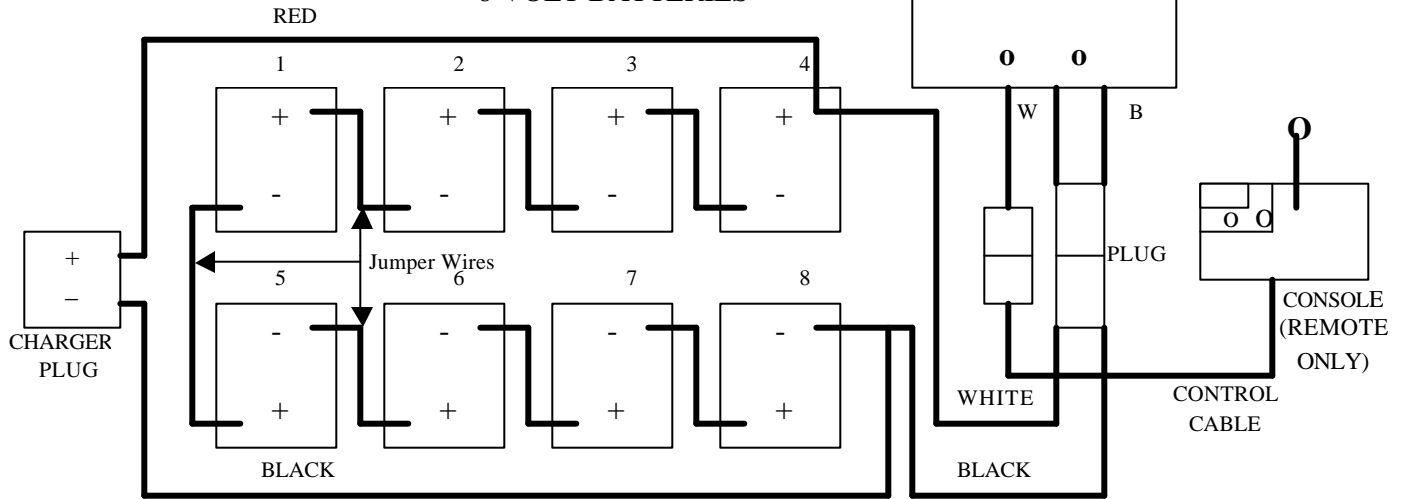 RED
1 2 3 4
o o
W B
+ + + +
- - - -
O
o O
+
–
Jumper Wires
PLUG
5 6 7 8
- - - -
CHARGER
PLUG
CONSOLE
(REMOTE
ONLY)
+ + + +
WHITE
CONTROL
CABLE
BLACK
BLACK